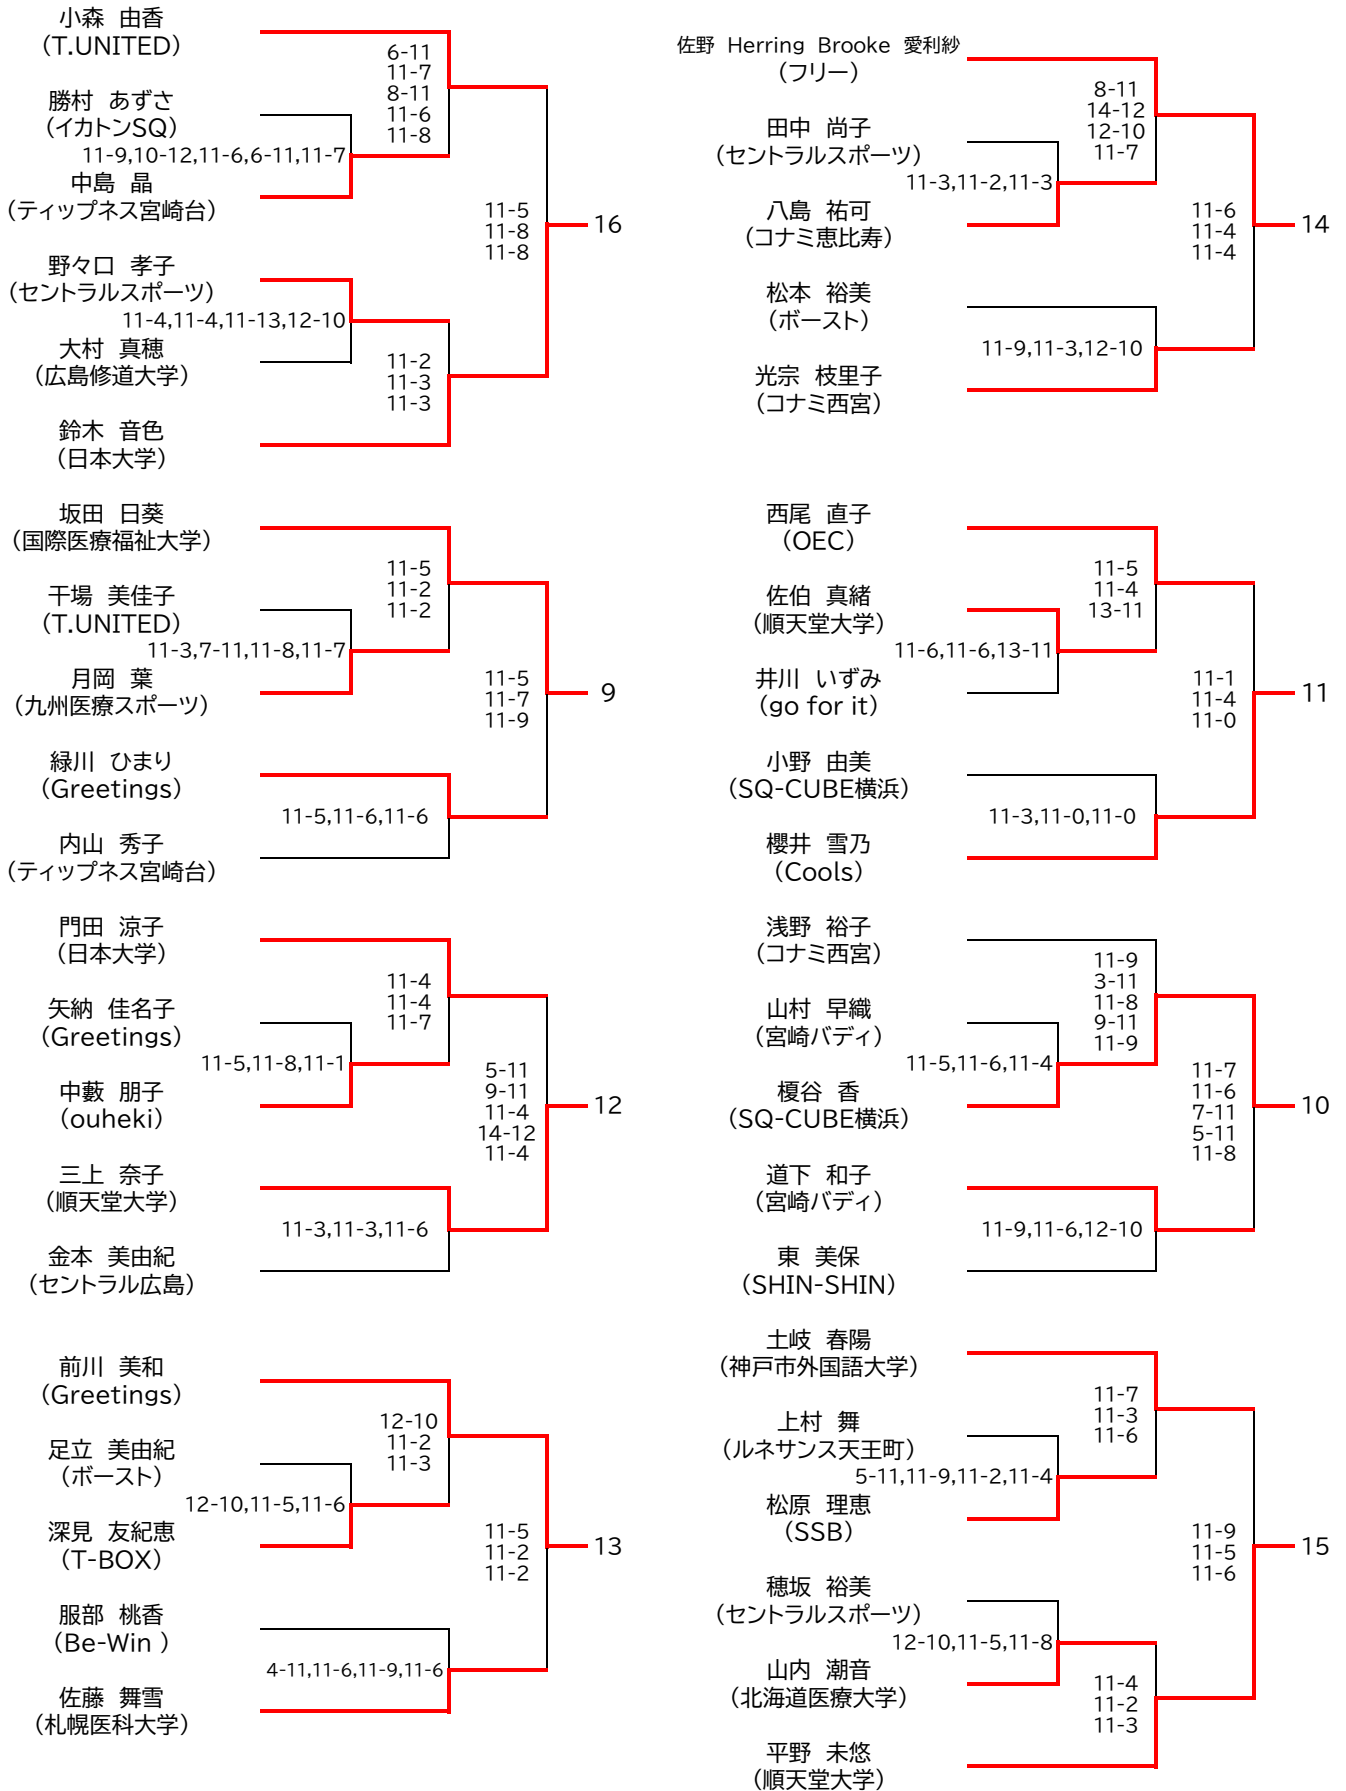 小森 由香
(T.UNITED)
6-11
11-7
8-11
11-6
11-8
勝村 あずさ
(イカトンSQ)
11-9,10-12,11-6,6-11,11-7
中島 晶
(ティップネス宮崎台)
11-5
11-8
11-8
16
野々口 孝子
(セントラルスポーツ)
11-4,11-4,11-13,12-10
大村 真穂
(広島修道大学)
11-2
11-3
11-3
鈴木 音色
(日本大学)
坂田 日葵
(国際医療福祉大学)
11-5
11-2
11-2
干場 美佳子
(T.UNITED)
11-3,7-11,11-8,11-7
月岡 葉
(九州医療スポーツ)
11-5
11-7
11-9
9
緑川 ひまり
(Greetings)
11-5,11-6,11-6
内山 秀子
(ティップネス宮崎台)
門田 涼子
(日本大学)
11-4
11-4
11-7
矢納 佳名子
(Greetings)
11-5,11-8,11-1
中藪 朋子
(ouheki)
5-11
9-11
11-4
14-12
11-4
12
三上 奈子
(順天堂大学)
11-3,11-3,11-6
金本 美由紀
(セントラル広島)
前川 美和
(Greetings)
12-10
11-2
11-3
足立 美由紀
(ボースト)
12-10,11-5,11-6
深見 友紀恵
(T-BOX)
11-5
11-2
11-2
13
服部 桃香
(Be-Win )
4-11,11-6,11-9,11-6
佐藤 舞雪
(札幌医科大学)
佐野 Herring Brooke 愛利紗
(フリー)
8-11
14-12
12-10
11-7
田中 尚子
(セントラルスポーツ)
11-3,11-2,11-3
八島 祐可
(コナミ恵比寿)
11-6
11-4
11-4
14
松本 裕美
(ボースト)
11-9,11-3,12-10
光宗 枝里子
(コナミ西宮)
西尾 直子
(OEC)
11-5
11-4
13-11
佐伯 真緒
(順天堂大学)
11-6,11-6,13-11
井川 いずみ
(go for it)
11-1
11-4
11-0
11
小野 由美
(SQ-CUBE横浜)
11-3,11-0,11-0
櫻井 雪乃
(Cools)
浅野 裕子
(コナミ西宮)
11-9
3-11
11-8
9-11
11-9
山村 早織
(宮崎バディ)
11-5,11-6,11-4
榎谷 香
(SQ-CUBE横浜)
11-7
11-6
7-11
5-11
11-8
10
道下 和子
(宮崎バディ)
11-9,11-6,12-10
東 美保
(SHIN-SHIN)
土岐 春陽
(神戸市外国語大学)
11-7
11-3
11-6
上村 舞
(ルネサンス天王町)
5-11,11-9,11-2,11-4
松原 理恵
(SSB)
11-9
11-5
11-6
15
穂坂 裕美
(セントラルスポーツ)
12-10,11-5,11-8
山内 潮音
(北海道医療大学)
11-4
11-2
11-3
平野 未悠
(順天堂大学)